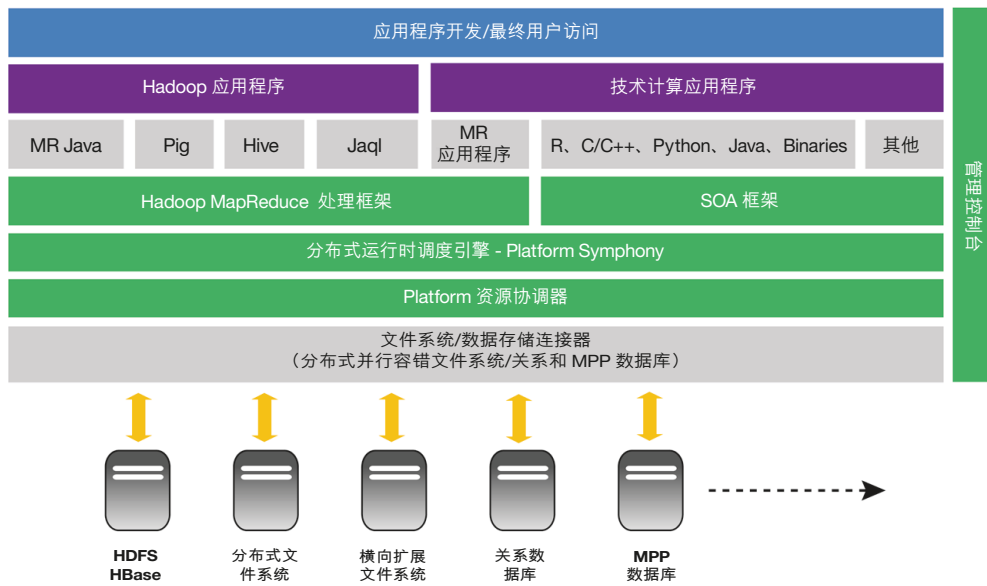 应用程序开发/最终用户访问
Hadoop 应用程序
技术计算应用程序
MR Java
Pig
Hive
Jaql
MR
应用程序
R、C/C++、Python、Java、Binaries
其他
Hadoop MapReduce 处理框架
SOA 框架
分布式运行时调度引擎 - Platform Symphony
Platform 资源协调器
文件系统/数据存储连接器
（分布式并行容错文件系统/关系和 MPP 数据库）
管理控制台
HDFS
HBase
分布式文
件系统
横向扩展
文件系统
关系数
据库
MPP
数据库